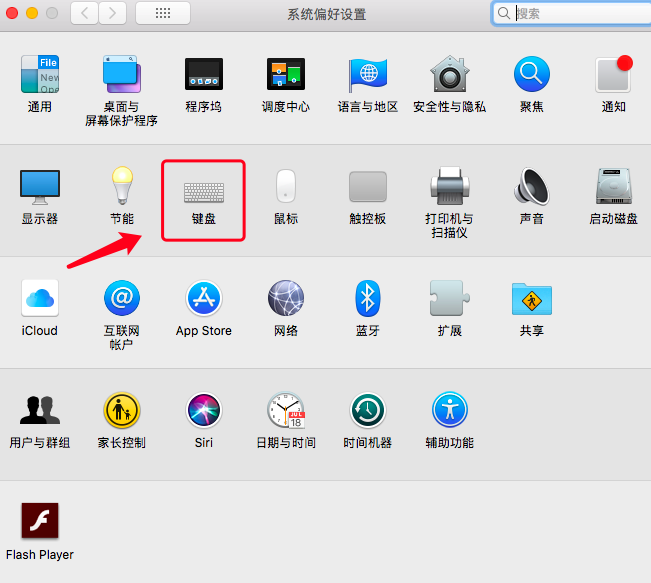 系统偏好设置
搜索
File
New
Ope
通用
桌面与
屏幕保护程序
程序坞
调度中心
语言与地区
安全性与隐私
聚焦
通知
显示器
节能
键盘
鼠标
触控板
打印机与
扫描仪
声音
启动磁盘
iCloud
@
互联网
帐户
App Store
网络
蓝牙
扩展
共享
用户与群组
家长控制
Siri
JUL
18
日期与时间
时间机器
辅助功能
Flash Player